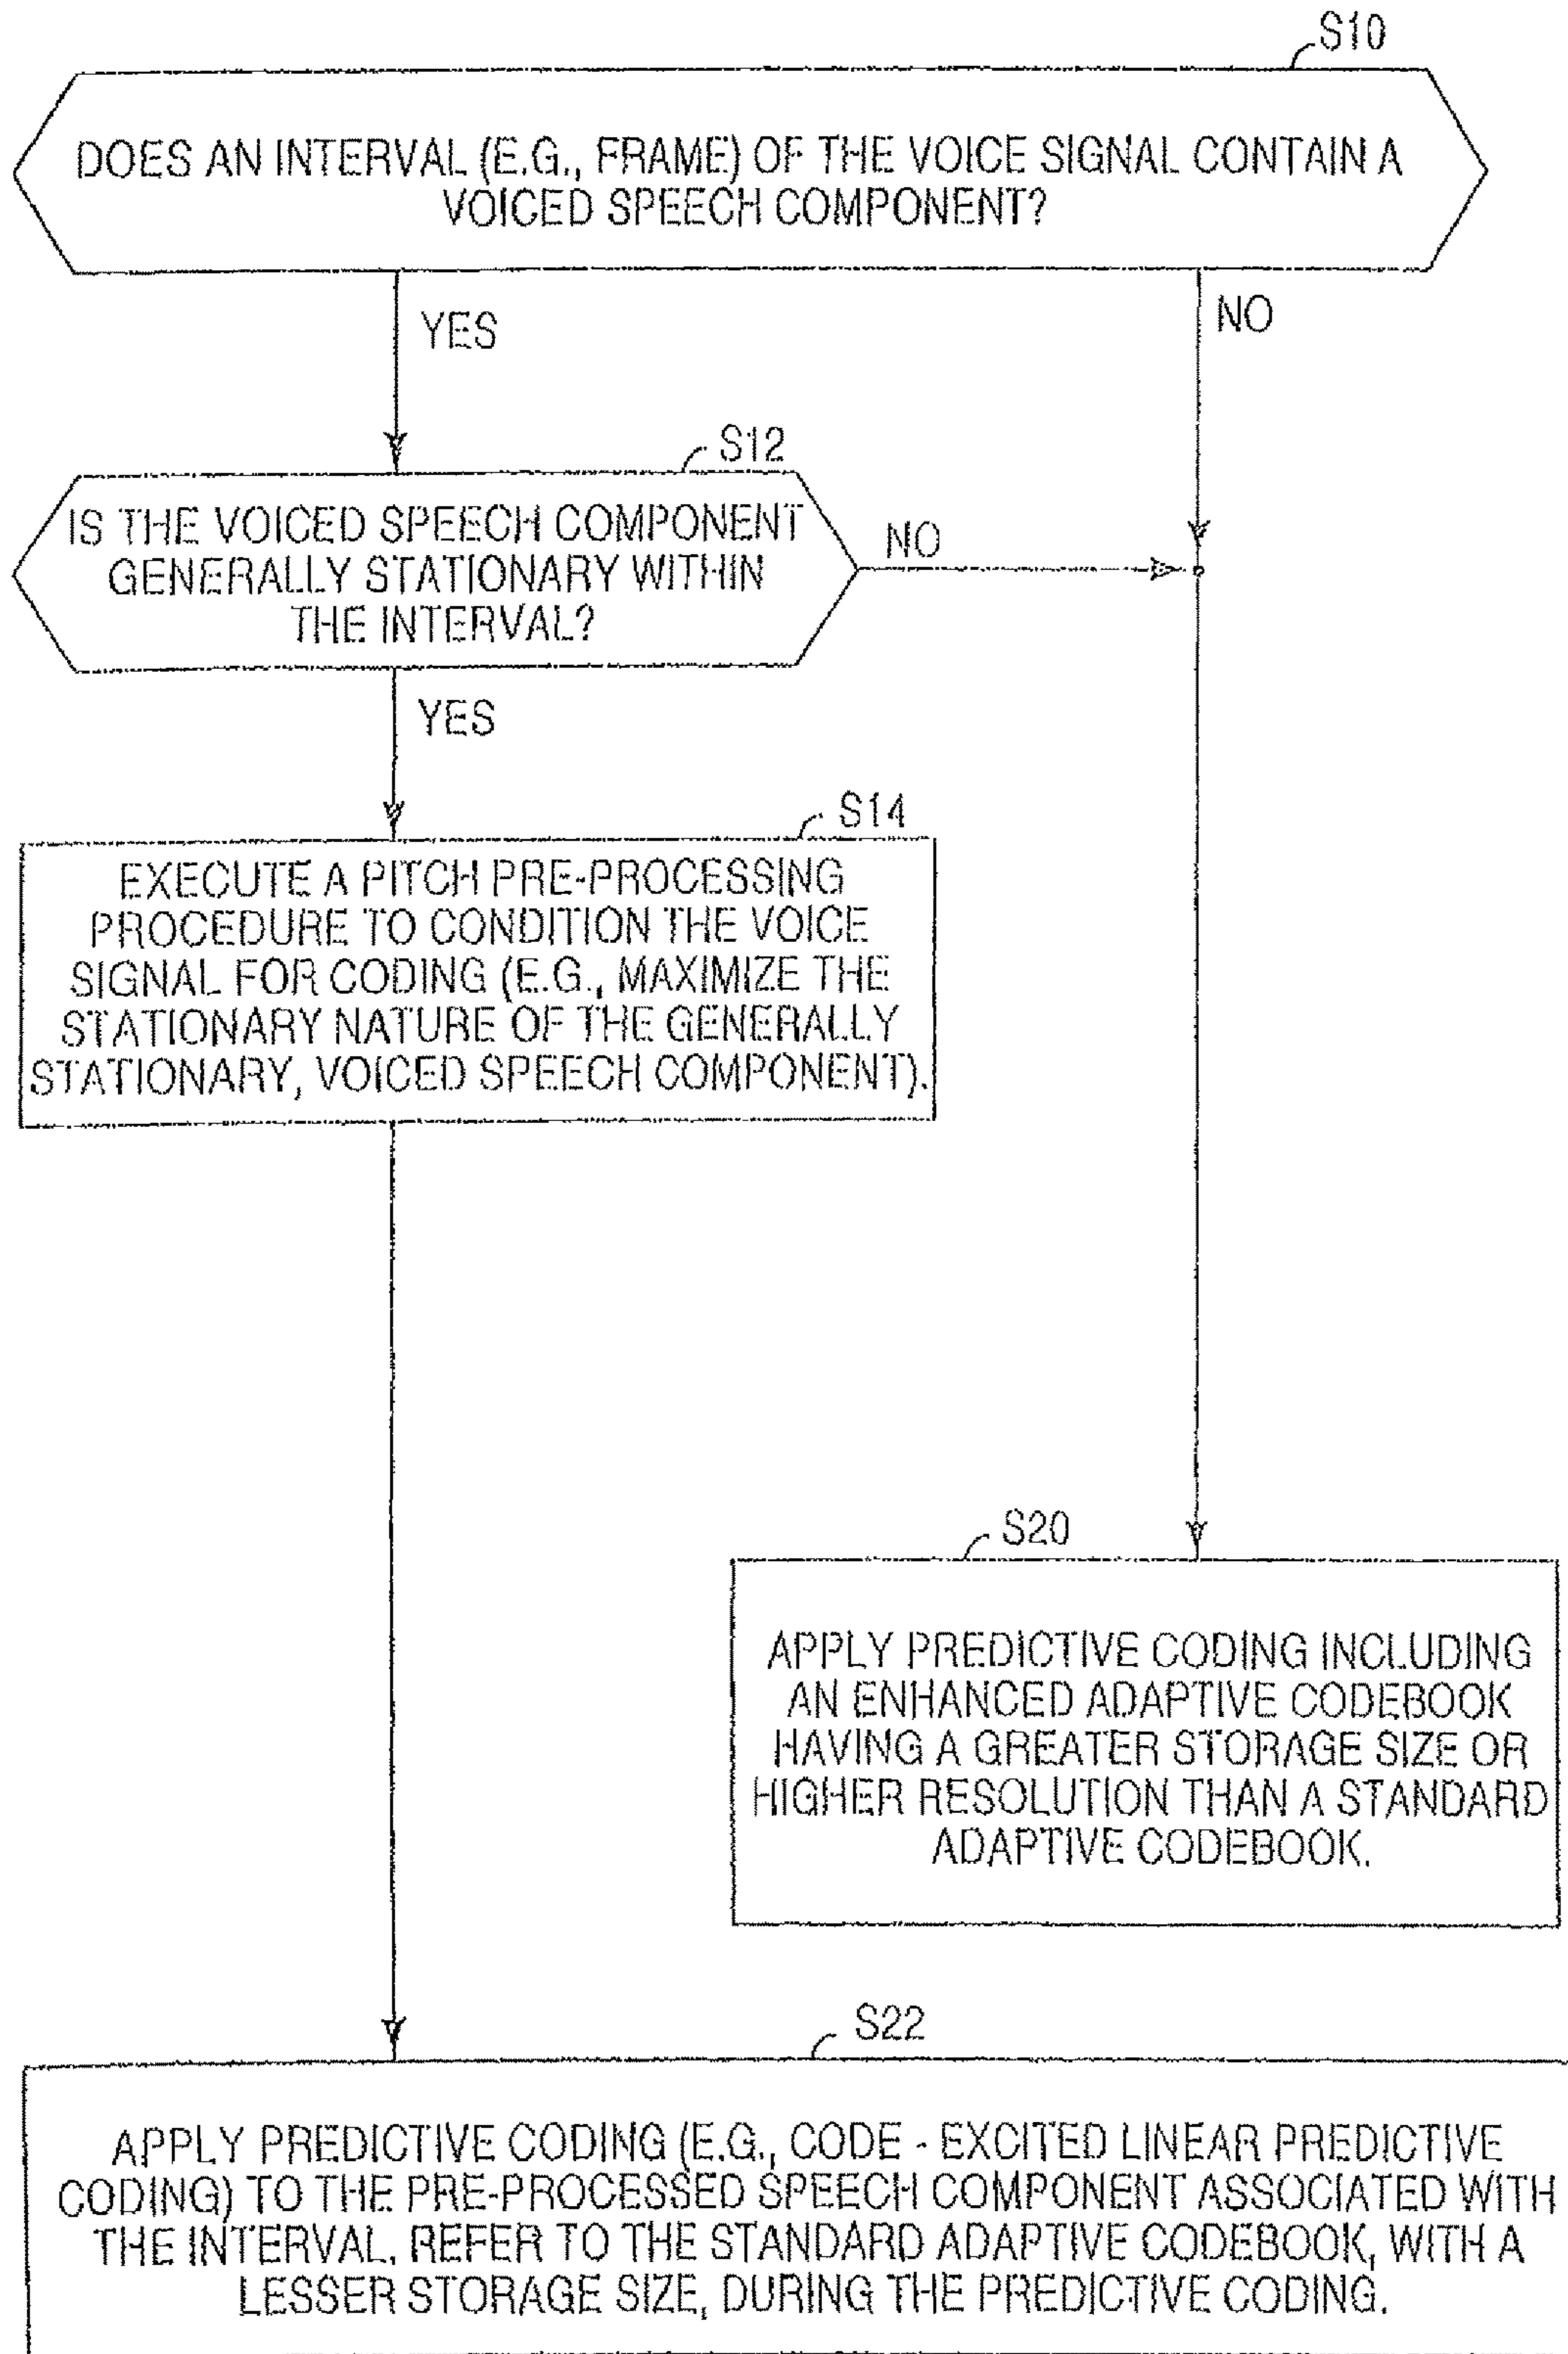 S10
DOES AN INTERVAL (E.G., FRAME) OF THE VOICE SIGNAL CONTAIN A
VOICED SPEECH COMPONENT?
YES
NO
S12
IS THE VOICED SPEECH COMPONENT
GENERALLY STATIONARY WITHIN
THE INTERVAL?
NO
YES
S14
EXECUTE A PITCH PRE-PROCESSING
PROCEDURE TO CONDITION THE VOICE
SIGNAL FOR CODING (E.G., MAXIMIZE THE
STATIONARY NATURE OF THE GENERALLY
STATIONARY, VOICED SPEECH COMPONENT).
S20
APPLY PREDICTIVE CODING INCLUDING
AN ENHANCED ADAPTIVE CODEBOOK
HAVING A GREATER STORAGE SIZE OR
HIGHER RESOLUTION THAN A STANDARD
ADAPTIVE CODEBOOK.
S22
APPLY PREDICTIVE CODING (E.G., CODE - EXCITED LINEAR PREDICTIVE
CODING) TO THE PRE-PROCESSED SPEECH COMPONENT ASSOCIATED WITH
THE INTERVAL. REFER TO THE STANDARD ADAPTIVE CODEBOOK, WITH A
LESSER STORAGE SIZE, DURING THE PREDICTIVE CODING.